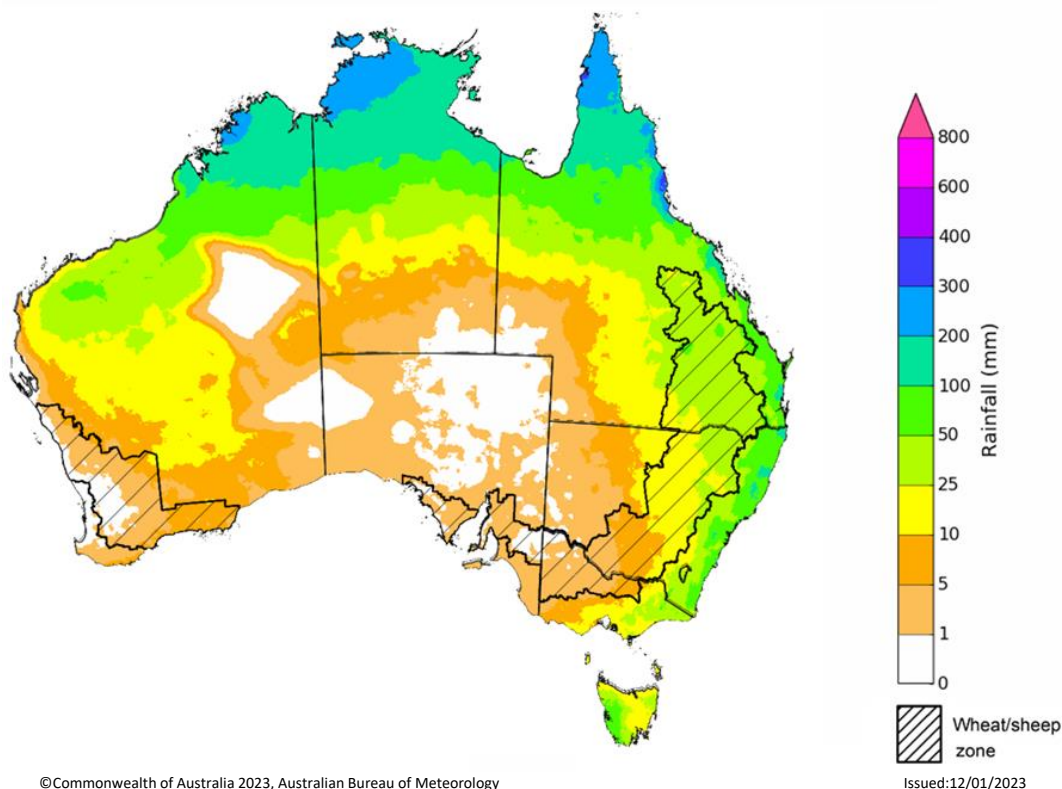 800
600
400
300
200
100
50
25
10
5
1
0
Rainfall (mm)
Wheat/sheep
zone
©Commonwealth of Australia 2023, Australian Bureau of Meteorology
Issued:12/01/2023